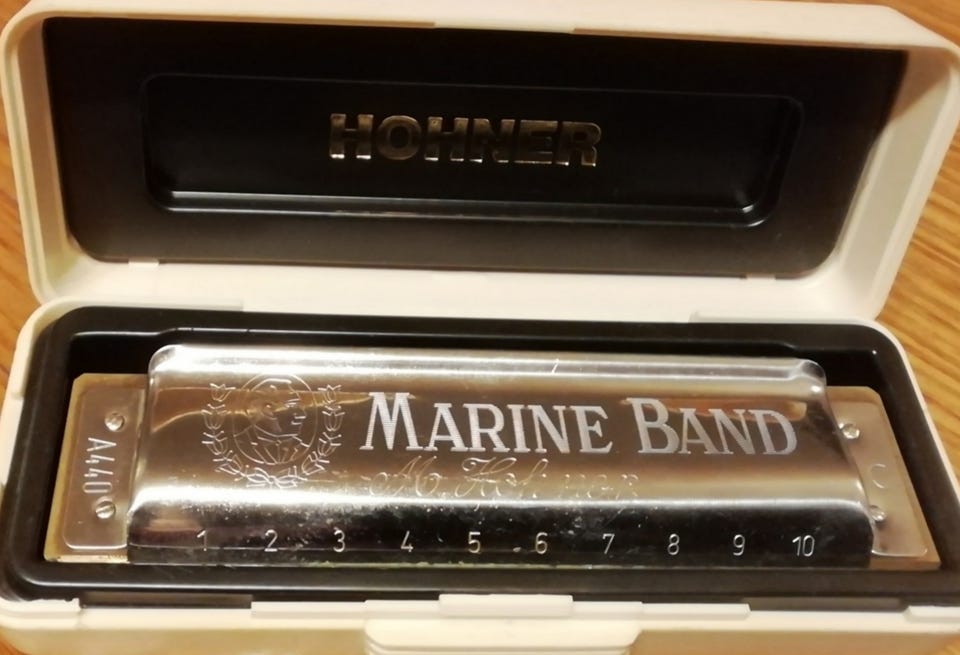 HOHNER
MARINE BAND
M. Hohner
A440
C
1 2 3 4 5 6 7 8 9 10